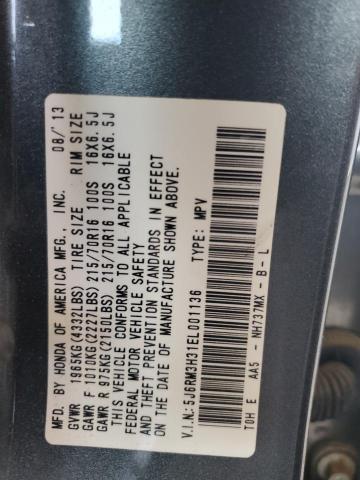 MFD. BY HONDA OF AMERICA MFG., INC. 08/'13
GVWR 1965KG(4332LBS) TIRE SIZE RIM SIZE
GAWR F 1010KG(2227LBS) 215/70R16 100S 16X6.5J
GAWR R 975KG(2150LBS) 215/70R16 100S 16X6.5J
THIS VEHICLE CONFORMS TO ALL APPLICABLE
FEDERAL MOTOR VEHICLE SAFETY
AND THEFT PREVENTION STANDARDS IN EFFECT
ON THE DATE OF MANUFACTURE SHOWN ABOVE.
V.I.N.: 5J6RM3H31EL001136 TYPE: MPV
T0H E AA5 - NH737MX - B - L